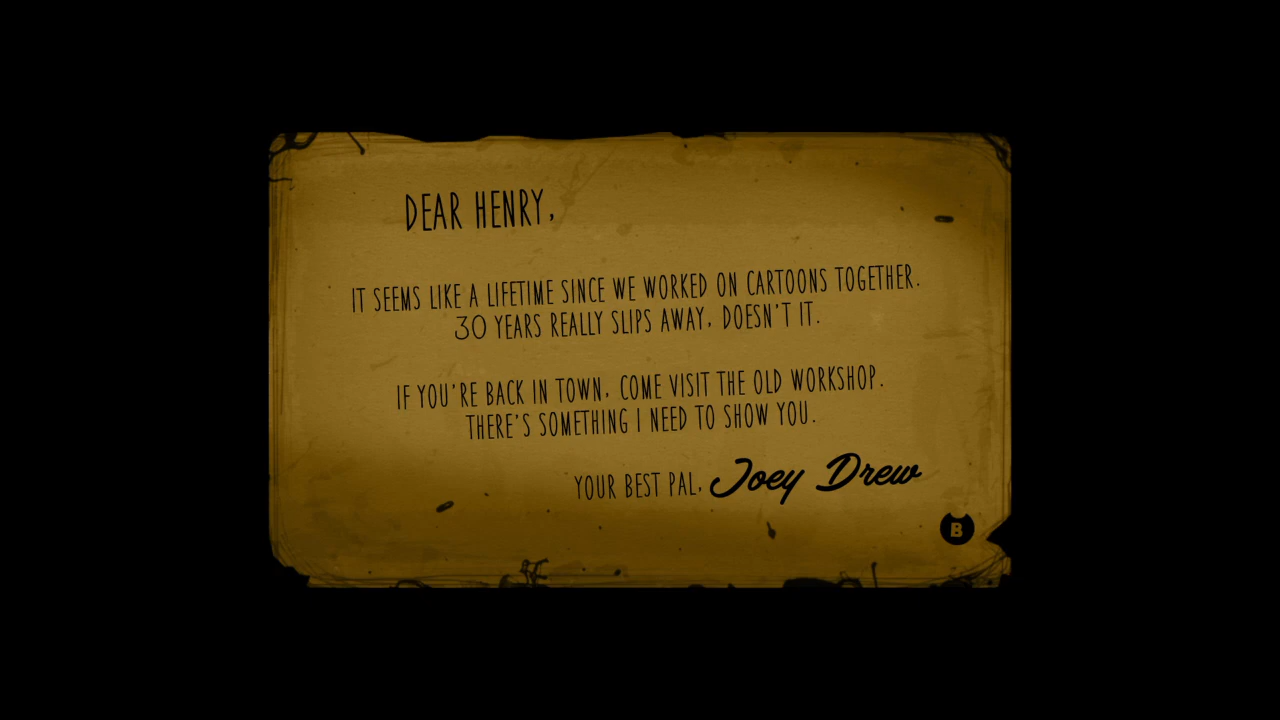 DEAR HENRY,
IT SEEMS LIKE A LIFETIME SINCE WE WORKED ON CARTOONS TOGETHER.
30 YEARS REALLY SLIPS AWAY, DOESN'T IT.
IF YOU'RE BACK IN TOWN, COME VISIT THE OLD WORKSHOP.
THERE'S SOMETHING I NEED TO SHOW YOU.
YOUR BEST PAL, Joey Drew
B